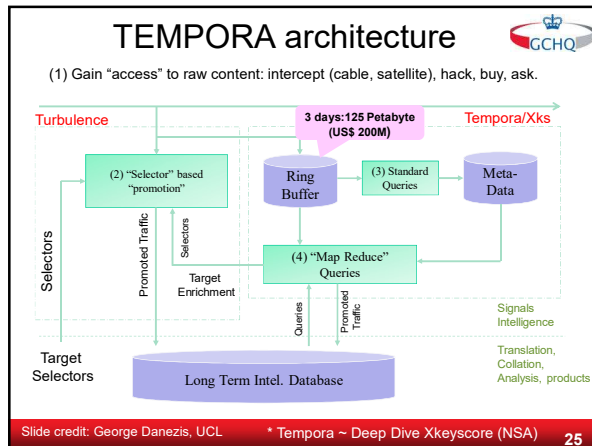 TEMPORA architecture
GCHQ
(1) Gain “access” to raw content: intercept (cable, satellite), hack, buy, ask.
Turbulence
3 days:125 Petabyte
(US$ 200M)
Tempora/Xks
(2) “Selector” based
“promotion”
Ring
Buffer
(3) Standard
Queries
Meta-
Data
Selectors
Promoted Traffic
Selectors
Target
Enrichment
(4) “Map Reduce”
Queries
Queries
Promoted
Traffic
Signals
Intelligence
Target
Selectors
Long Term Intel. Database
Translation,
Collation,
Analysis, products
Slide credit: George Danezis, UCL
* Tempora ~ Deep Dive Xkeyscore (NSA)
25